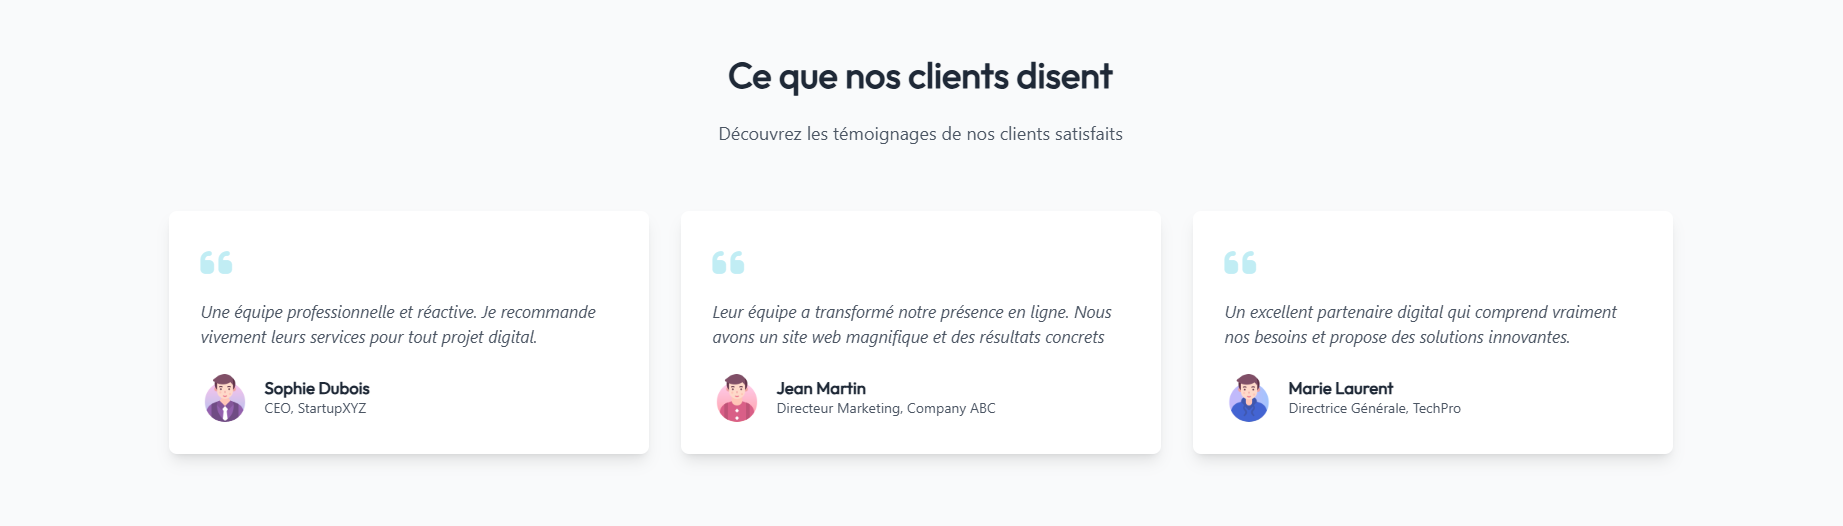 Ce que nos clients disent
Découvrez les témoignages de nos clients satisfaits
Une équipe professionnelle et réactive. Je recommande
vivement leurs services pour tout projet digital.
Sophie Dubois
CEO, StartupXYZ
Leur équipe a transformé notre présence en ligne. Nous
avons un site web magnifique et des résultats concrets
Jean Martin
Directeur Marketing, Company ABC
Un excellent partenaire digital qui comprend vraiment
nos besoins et propose des solutions innovantes.
Marie Laurent
Directrice Générale, TechPro